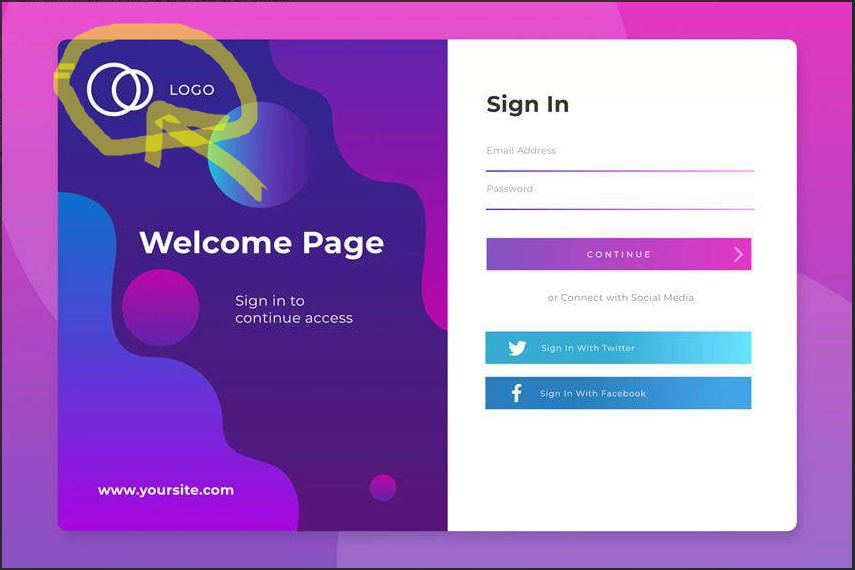 LOGO
Welcome Page
Sign in to
continue access
www.yoursite.com
Sign In
Email Address
Password
CONTINUE
or Connect with Social Media
Sign In With Twitter
Sign In With Facebook